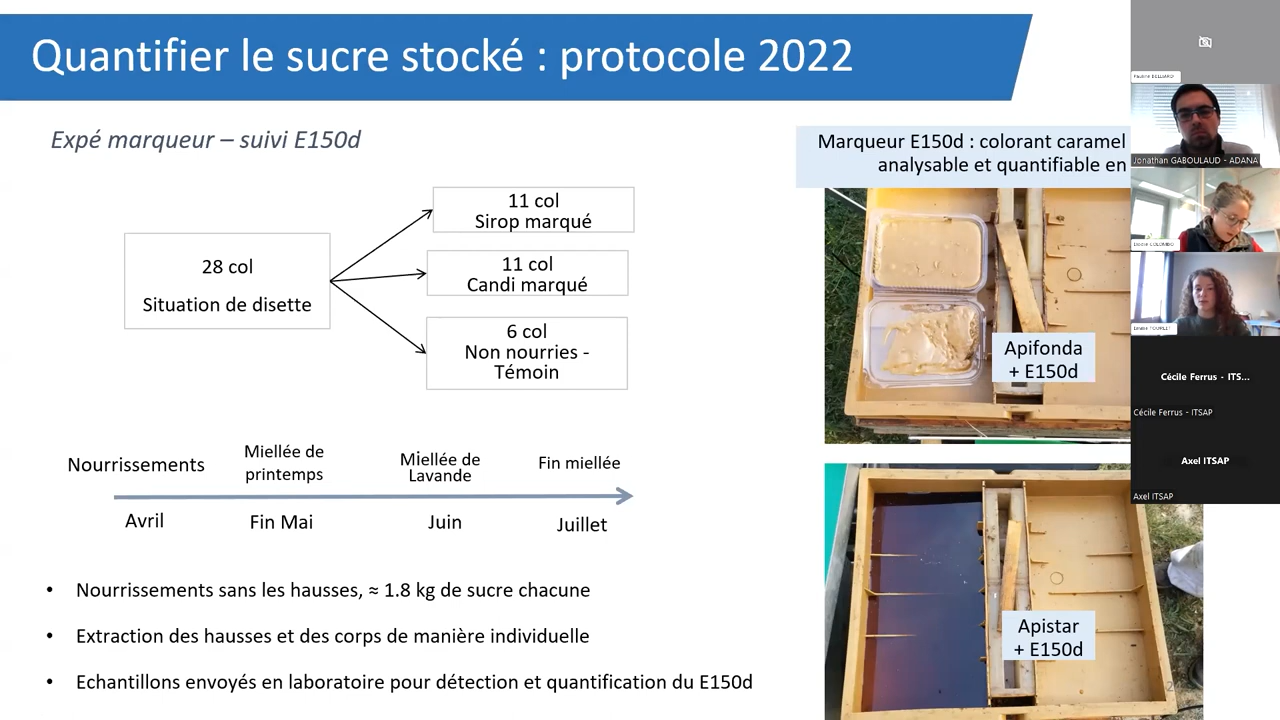 Quantifier le sucre stocké : protocole 2022
Expé marqueur – suivi E150d
28 col
Situation de disette
11 col
Sirop marqué
11 col
Candi marqué
6 col
Non nourries -
Témoin
Marqueur E150d : colorant caramel
analysable et quantifiable en
Apifonda
+ E150d
Apistar
+ E150d
Nourrissements
Miellée de
printemps
Miellée de
Lavande
Fin miellée
Avril
Fin Mai
Juin
Juillet
• Nourrissements sans les hausses, ≈ 1.8 kg de sucre chacune
• Extraction des hausses et des corps de manière individuelle
• Echantillons envoyés en laboratoire pour détection et quantification du E150d
Jonathan GABOULAUD - ADANA
Cécile Ferrus - ITS...
Cécile Ferrus - ITSAP
Axel ITSAP
Axel ITSAP